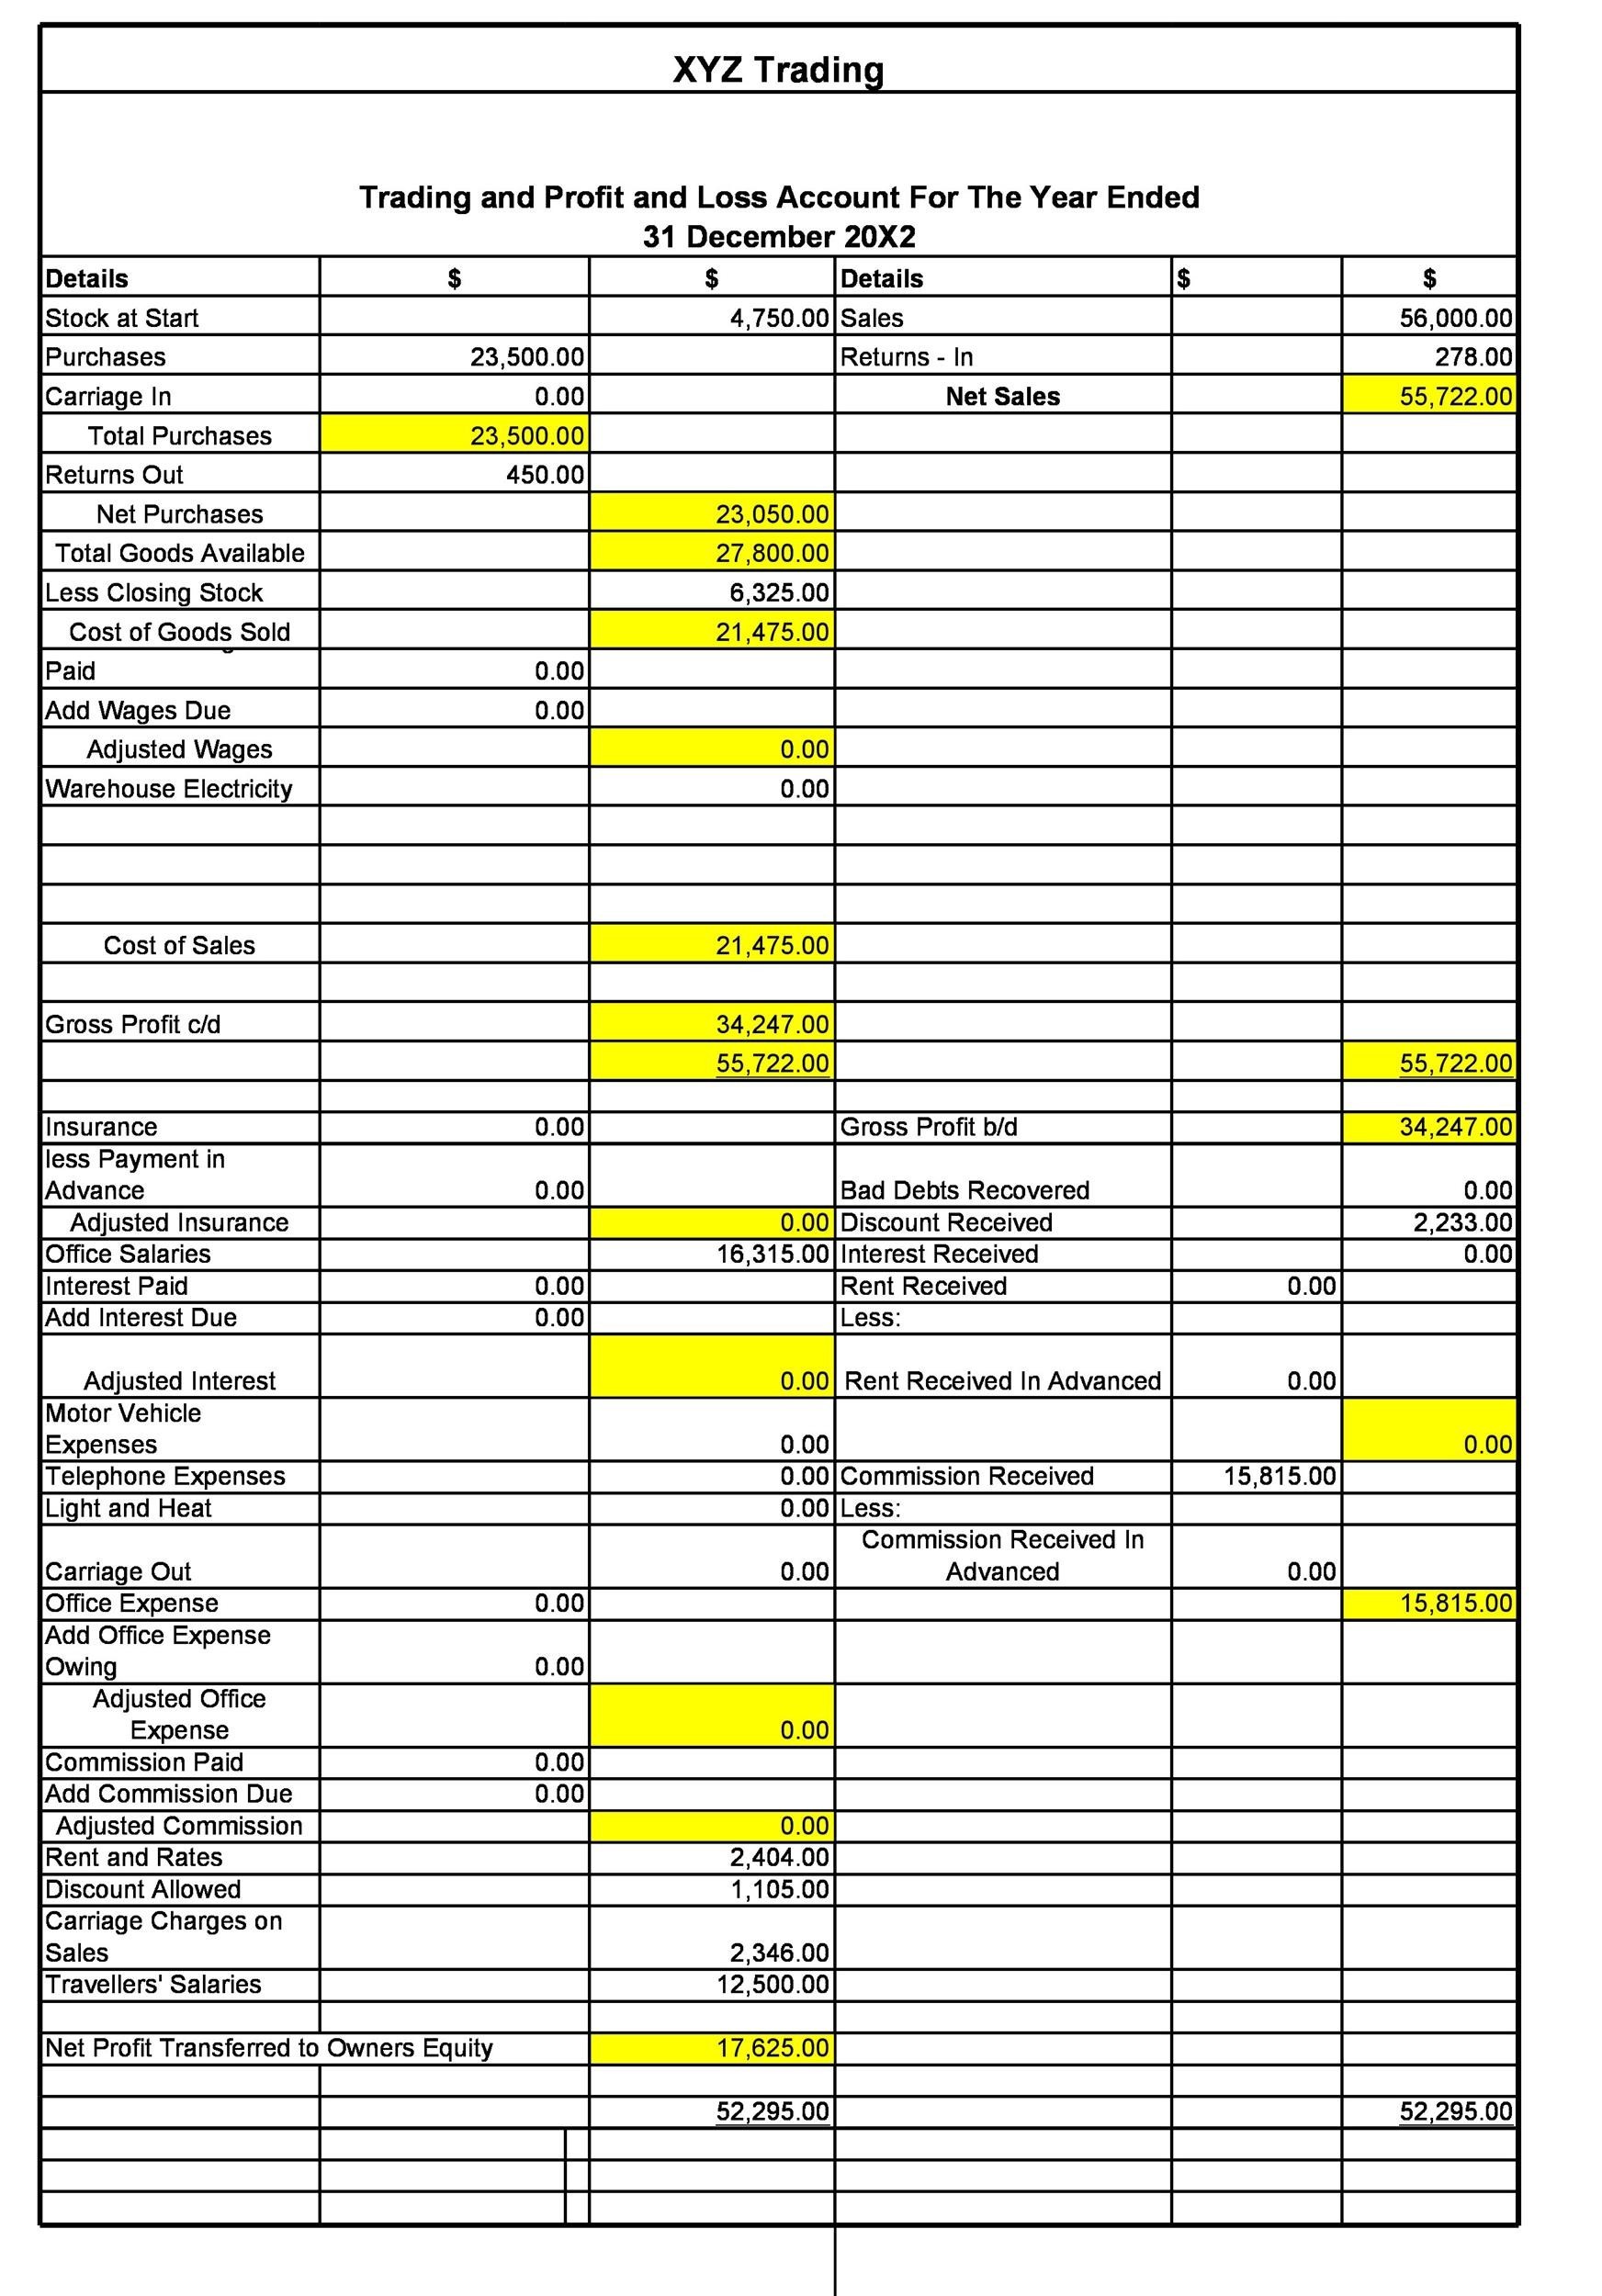 XYZ Trading
Trading and Profit and Loss Account For The Year Ended
31 December 20X2
Details $ $ Details $ $
Stock at Start 4,750.00 Sales 56,000.00
Purchases 23,500.00 Returns - In 278.00
Carriage In 0.00 Net Sales 55,722.00
Total Purchases 23,500.00
Returns Out 450.00
Net Purchases 23,050.00
Total Goods Available 27,800.00
Less Closing Stock 6,325.00
Cost of Goods Sold 21,475.00
Paid 0.00
Add Wages Due 0.00
Adjusted Wages 0.00
Warehouse Electricity 0.00
Cost of Sales 21,475.00
Gross Profit c/d 34,247.00
55,722.00 55,722.00
Insurance 0.00 Gross Profit b/d 34,247.00
less Payment in
Advance 0.00 Bad Debts Recovered 0.00
Adjusted Insurance 0.00 Discount Received 2,233.00
Office Salaries 16,315.00 Interest Received 0.00
Interest Paid 0.00 Rent Received 0.00
Add Interest Due 0.00 Less:
Adjusted Interest 0.00 Rent Received In Advanced 0.00
Motor Vehicle
Expenses 0.00 0.00
Telephone Expenses 0.00 Commission Received 15,815.00
Light and Heat 0.00 Less:
Commission Received In
Carriage Out 0.00 Advanced 0.00
Office Expense 0.00 15,815.00
Add Office Expense
Owing 0.00
Adjusted Office
Expense 0.00
Commission Paid 0.00
Add Commission Due 0.00
Adjusted Commission 0.00
Rent and Rates 2,404.00
Discount Allowed 1,105.00
Carriage Charges on
Sales 2,346.00
Travellers' Salaries 12,500.00
Net Profit Transferred to Owners Equity 17,625.00
52,295.00 52,295.00